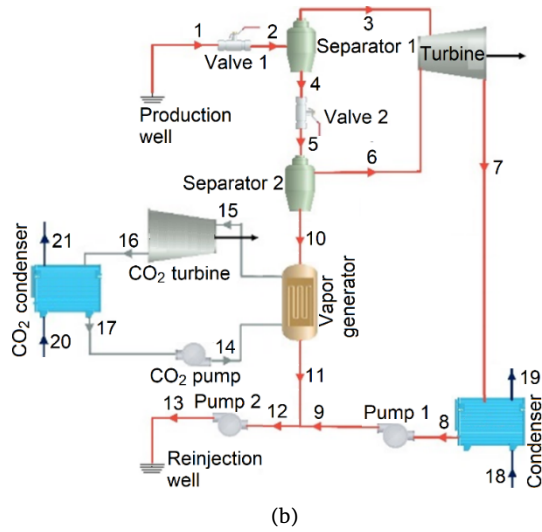 1
2
3
Separator 1
Turbine
Valve 1
4
Production
well
Valve 2
5
6
7
Separator 2
15
16
21
10
CO₂ turbine
CO₂ condenser
Vapor
generator
17
20
14
CO₂ pump
11
19
13
Pump 2
12
9
Pump 1
8
Reinjection
well
18
Condenser
(b)